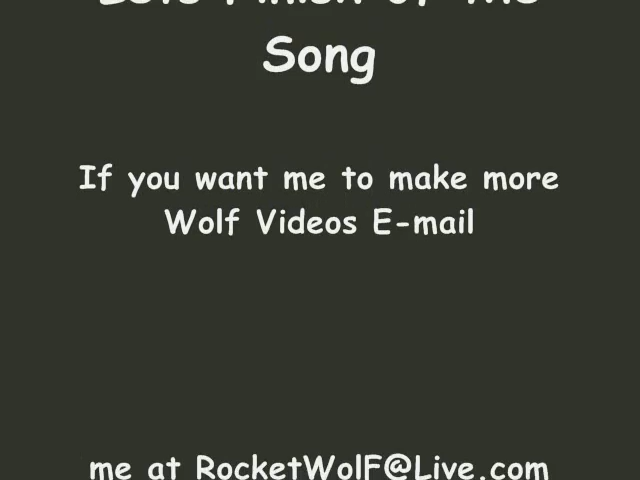 Song
If you want me to make more
Wolf Videos E-mail
me at RocketWolF@Live.com